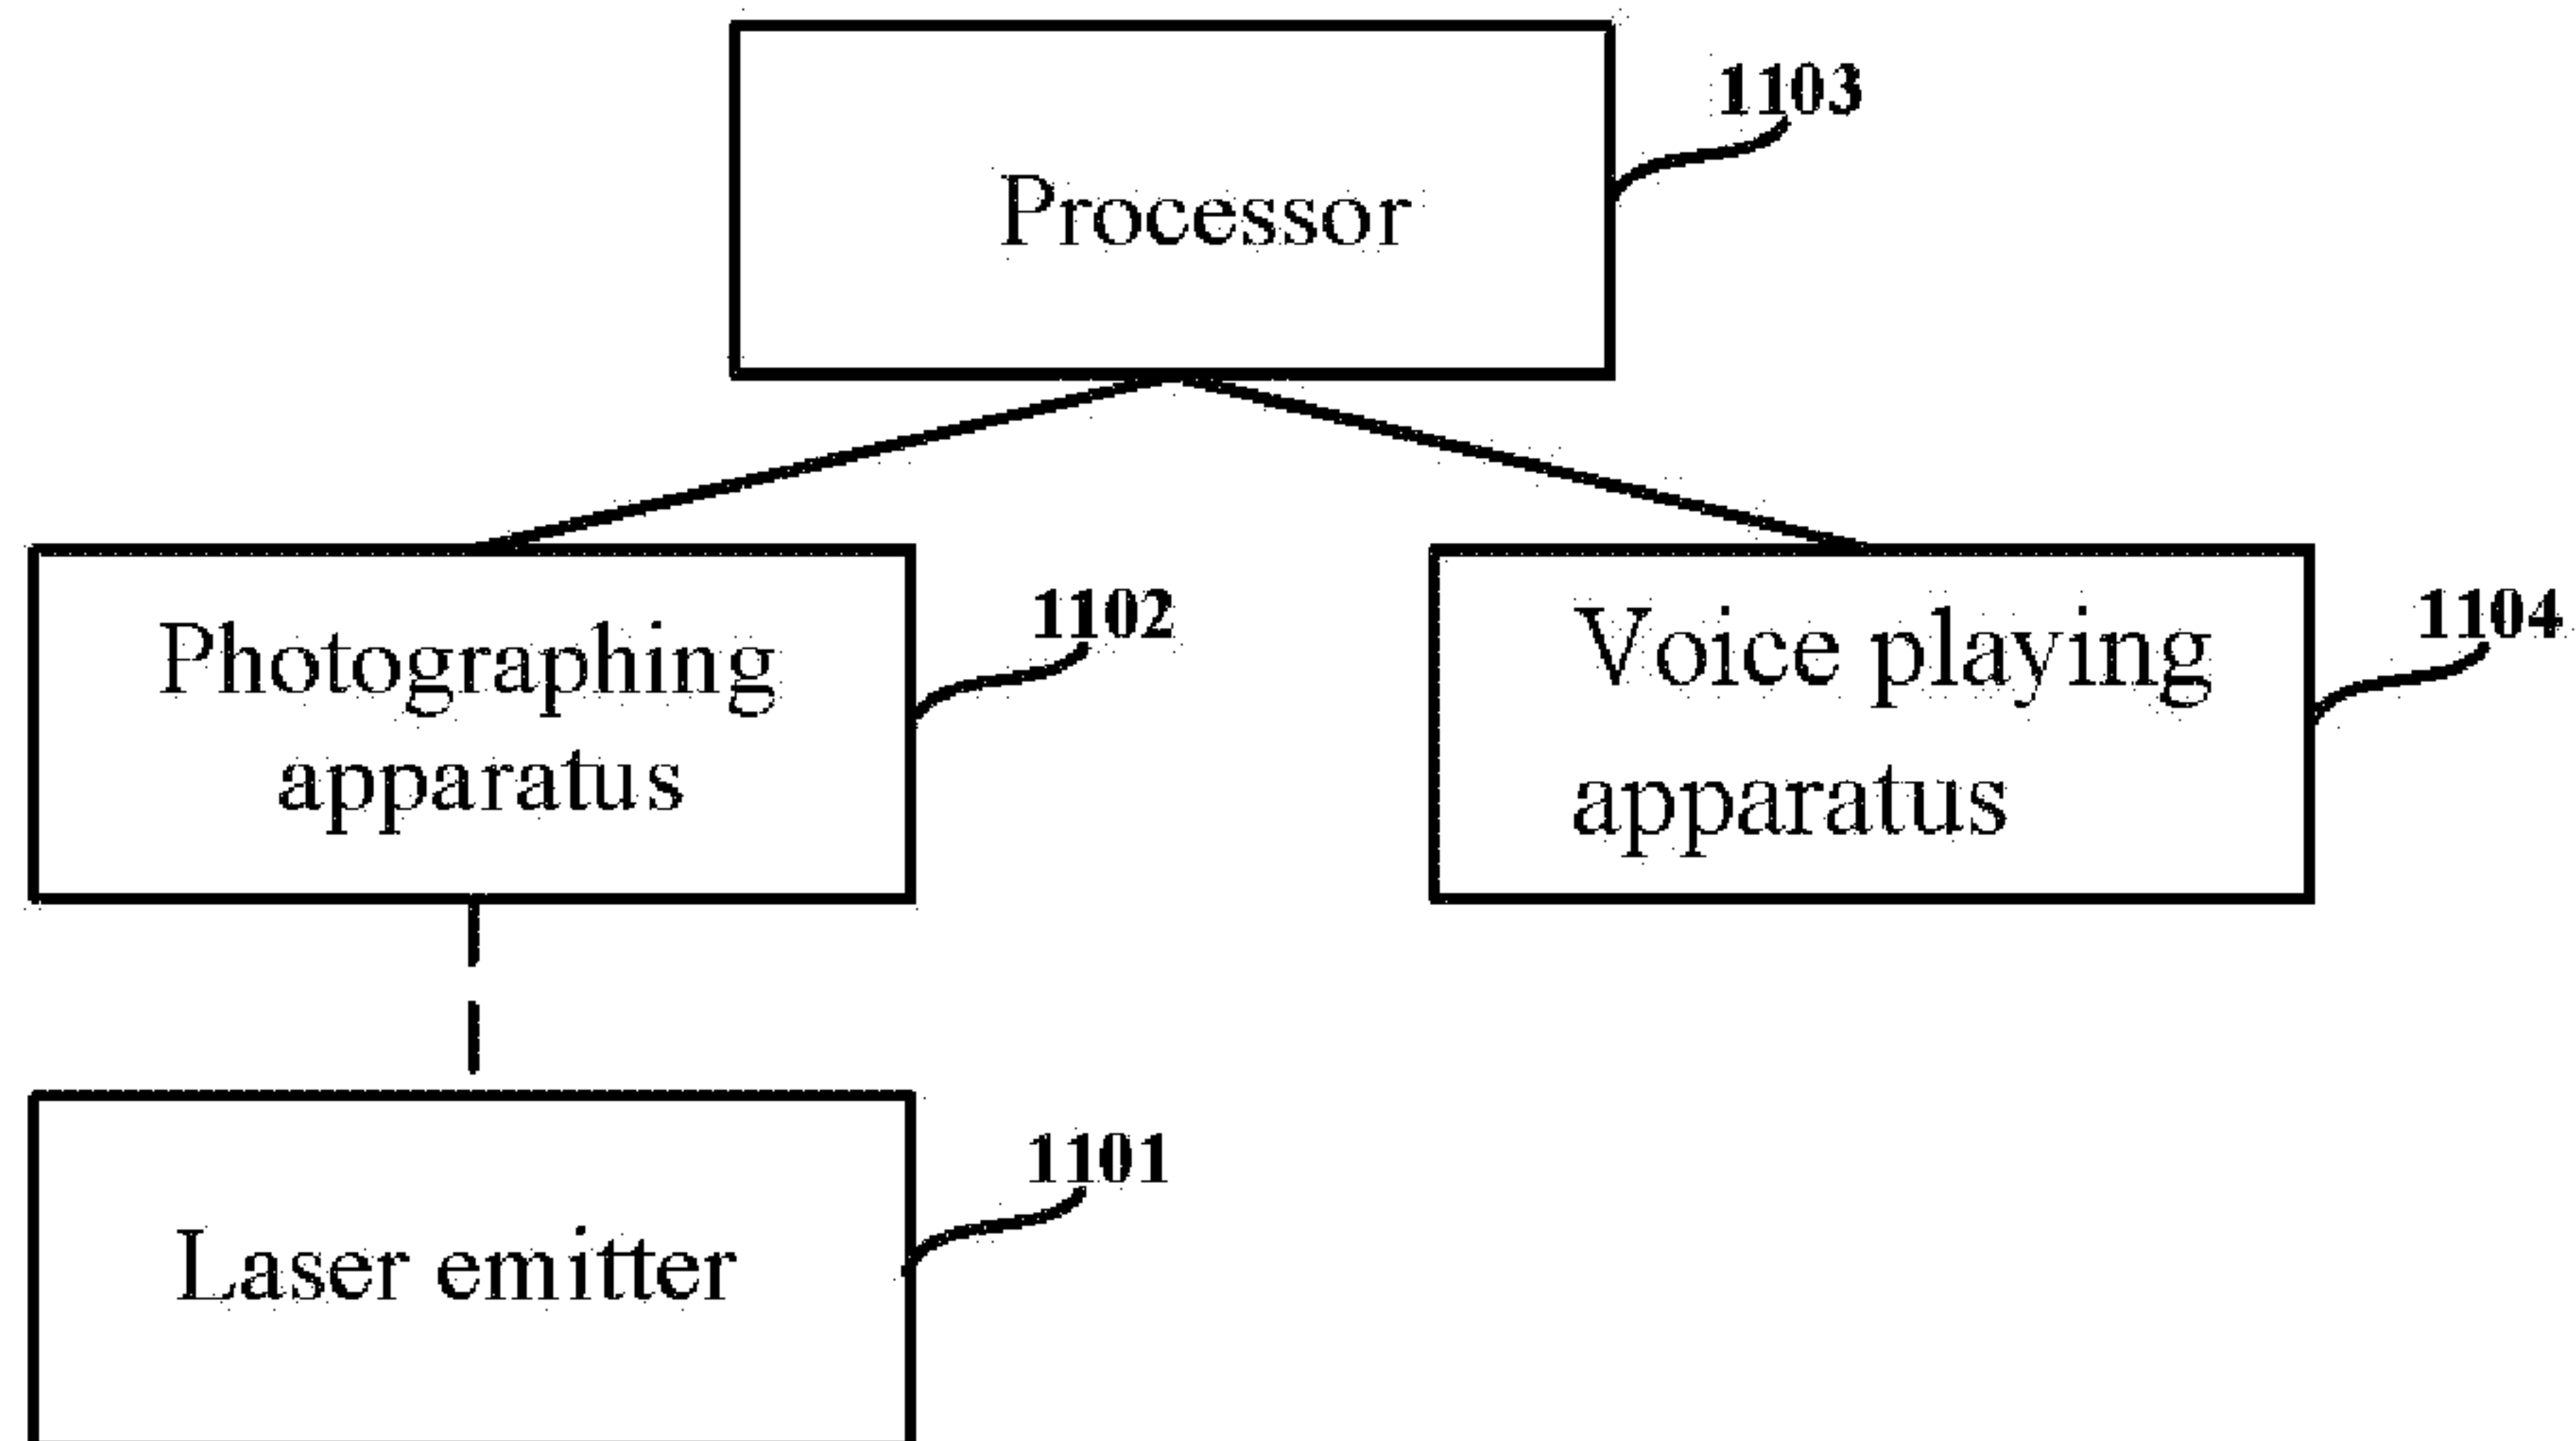 1103
Processor
1102
Photographing
apparatus
1104
Voice playing
apparatus
1101
Laser emitter